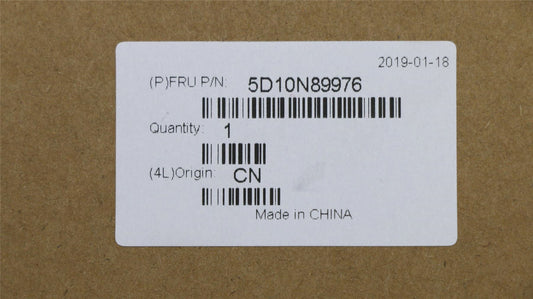 2019-01-18
(P)FRU P/N: 5D10N89976
Quantity: 1
(4L)Origin: CN
Made in CHINA